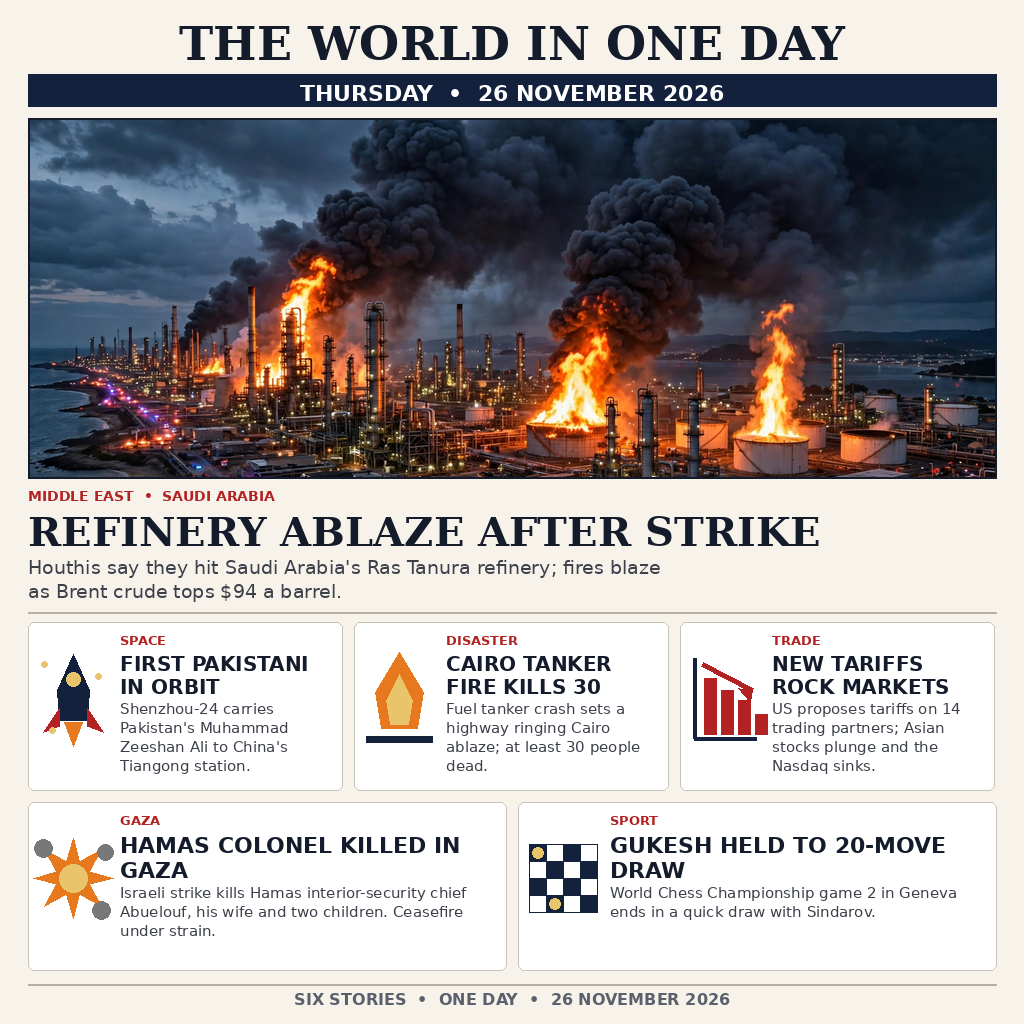 THE WORLD IN ONE DAY
THURSDAY • 26 NOVEMBER 2026
MIDDLE EAST • SAUDI ARABIA
REFINERY ABLAZE AFTER STRIKE
Houthis say they hit Saudi Arabia's Ras Tanura refinery; fires blaze
as Brent crude tops $94 a barrel.
SPACE
FIRST PAKISTANI
IN ORBIT
Shenzhou-24 carries
Pakistan's Muhammad
Zeeshan Ali to China's
Tiangong station.
DISASTER
CAIRO TANKER
FIRE KILLS 30
Fuel tanker crash sets a
highway ringing Cairo
ablaze; at least 30 people
dead.
TRADE
NEW TARIFFS
ROCK MARKETS
US proposes tariffs on 14
trading partners; Asian
stocks plunge and the
Nasdaq sinks.
GAZA
HAMAS COLONEL KILLED IN
GAZA
Israeli strike kills Hamas interior-security chief
Abuelouf, his wife and two children. Ceasefire
under strain.
SPORT
GUKESH HELD TO 20-MOVE
DRAW
World Chess Championship game 2 in Geneva
ends in a quick draw with Sindarov.
SIX STORIES • ONE DAY • 26 NOVEMBER 2026